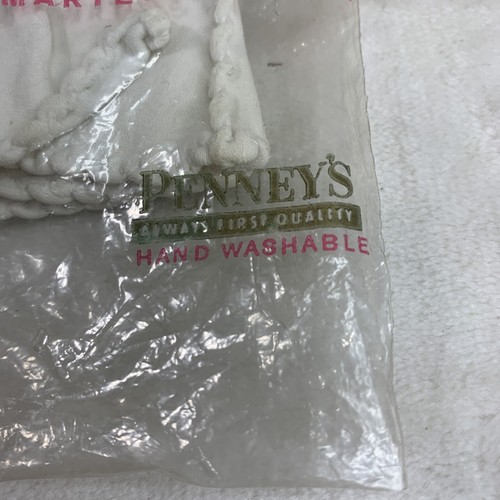 PENNEY'S
ALWAYS FIRST QUALITY
HAND WASHABLE